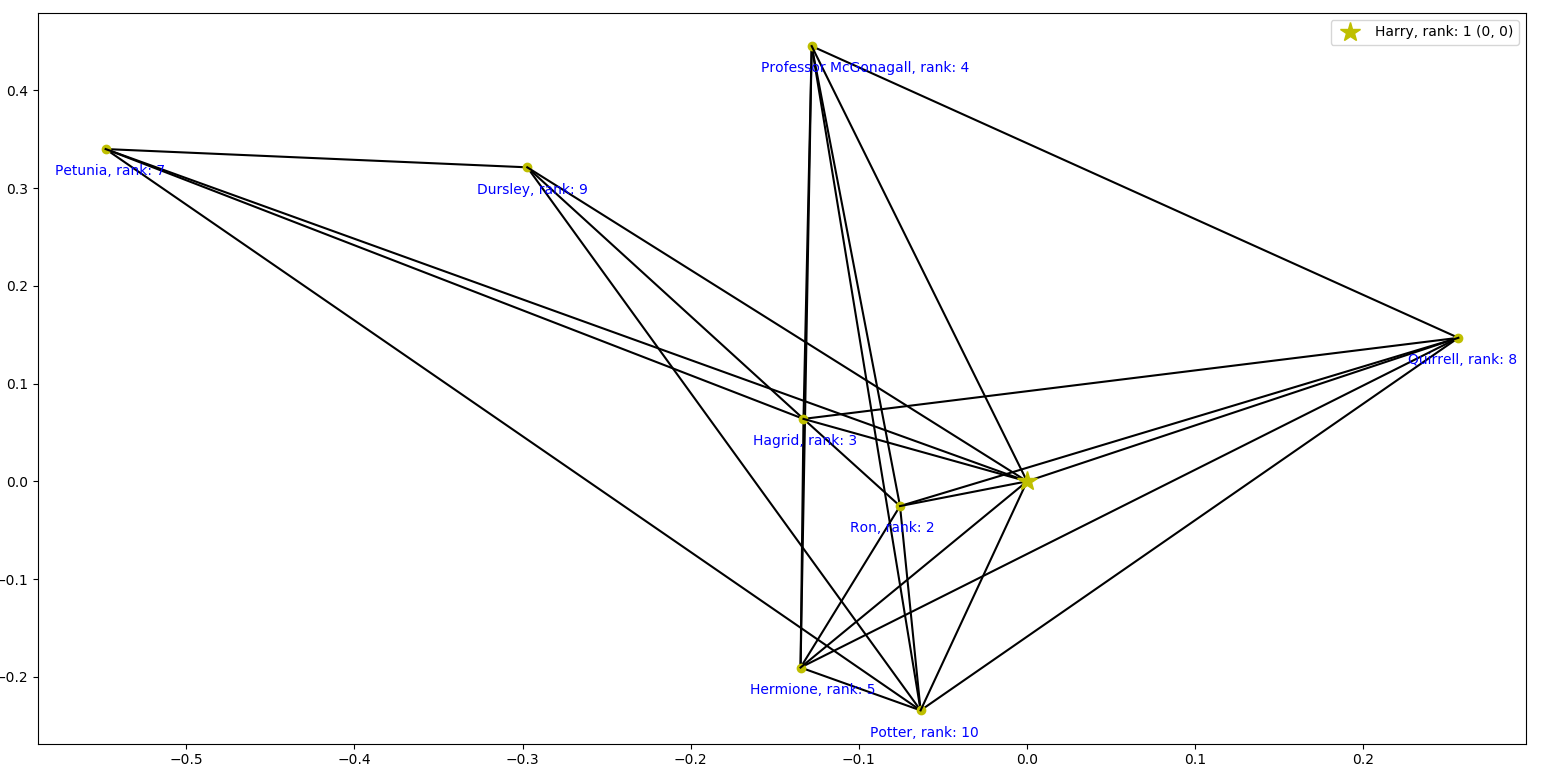 Harry, rank: 1 (0, 0)
Professor McGonagall, rank: 4
0.4
Petunia, rank: 7
0.3
Dursley, rank: 9
0.2
Quirrell, rank: 8
0.1
Hagrid, rank: 3
0.0
Ron, rank: 2
−0.1
−0.2
Hermione, rank: 5
Potter, rank: 10
−0.5 −0.4 −0.3 −0.2 −0.1 0.0 0.1 0.2